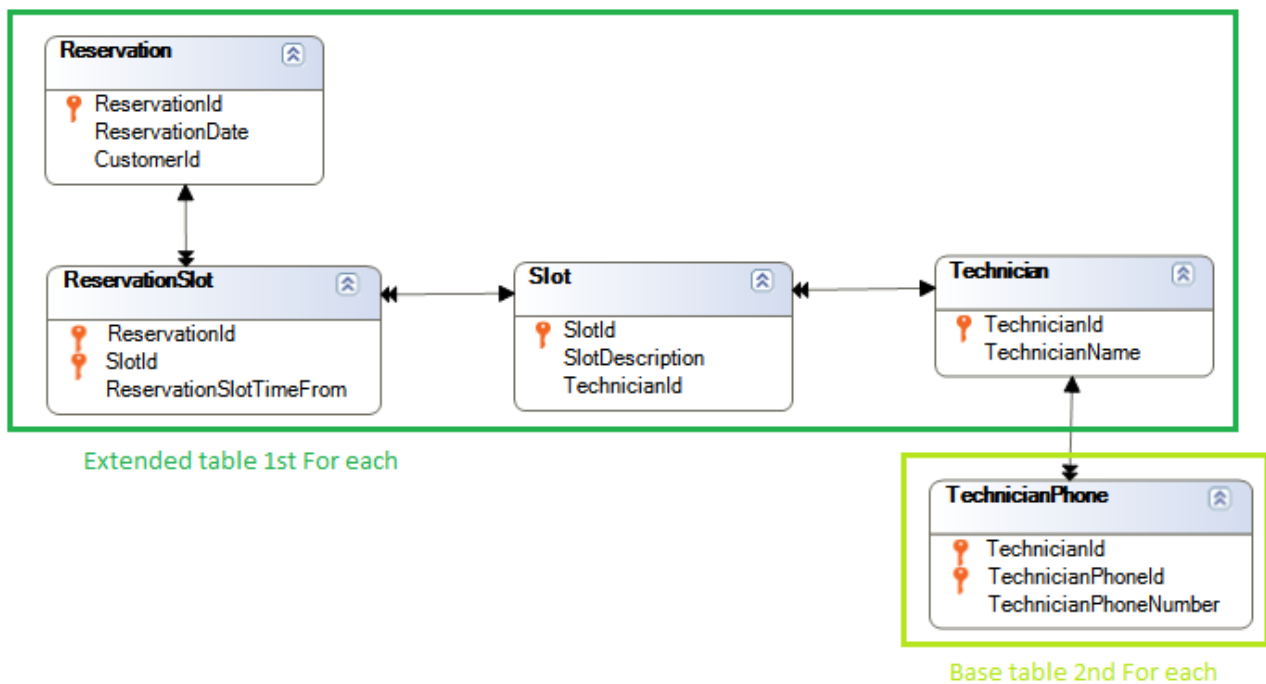 Reservation
ReservationId
ReservationDate
CustomerId
ReservationSlot
ReservationId
SlotId
ReservationSlotTimeFrom
Slot
SlotId
SlotDescription
TechnicianId
Technician
TechnicianId
TechnicianName
Extended table 1st For each
TechnicianPhone
TechnicianId
TechnicianPhoneId
TechnicianPhoneNumber
Base table 2nd For each